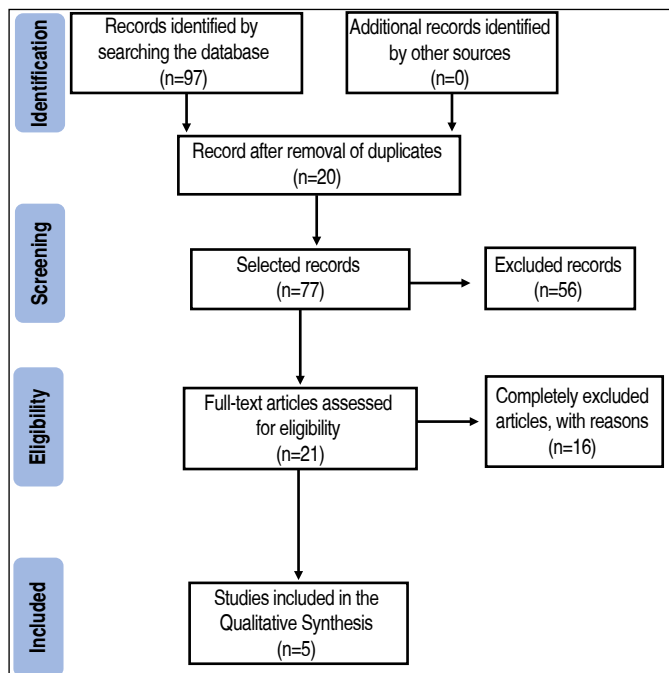 Identification
Records identified by
searching the database
(n=97)
Additional records identified
by other sources
(n=0)
Record after removal of duplicates
(n=20)
Screening
Selected records
(n=77)
Excluded records
(n=56)
Eligibility
Full-text articles assessed
for eligibility
(n=21)
Completely excluded
articles, with reasons
(n=16)
Included
Studies included in the
Qualitative Synthesis
(n=5)